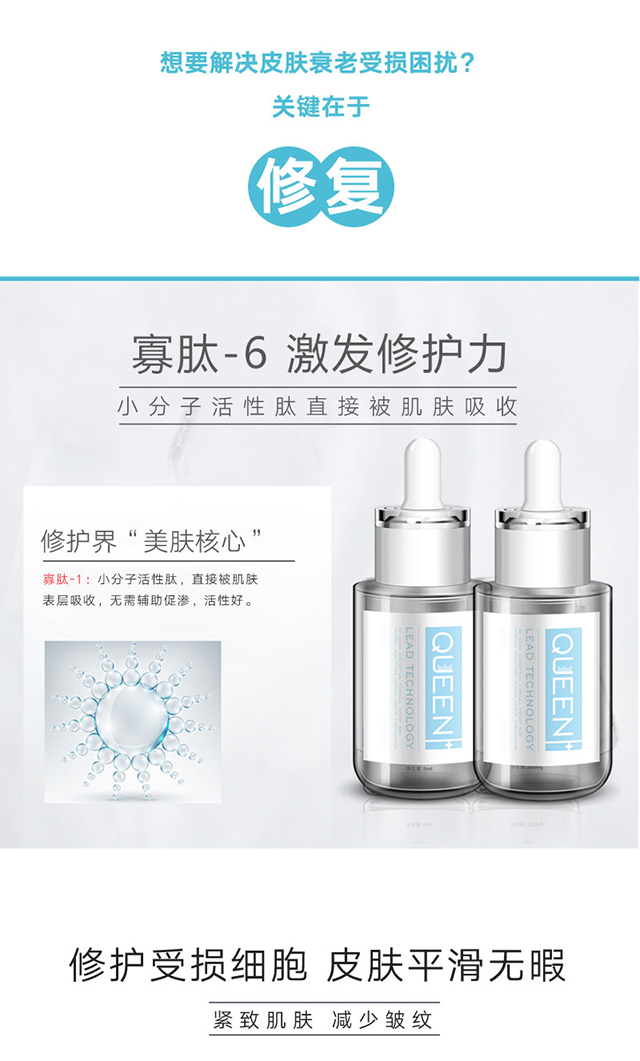 想要解决皮肤衰老受损困扰？
关键在于
修复
寡肽-6 激发修护力
小分子活性肽直接被肌肤吸收
修护界“美肤核心”
寡肽-1：小分子活性肽，直接被肌肤
表层吸收，无需辅助促渗，活性好。
QUEEN+
LEAD TECHNOLOGY
QUEEN+
LEAD TECHNOLOGY
修护受损细胞 皮肤平滑无暇
紧致肌肤 减少皱纹